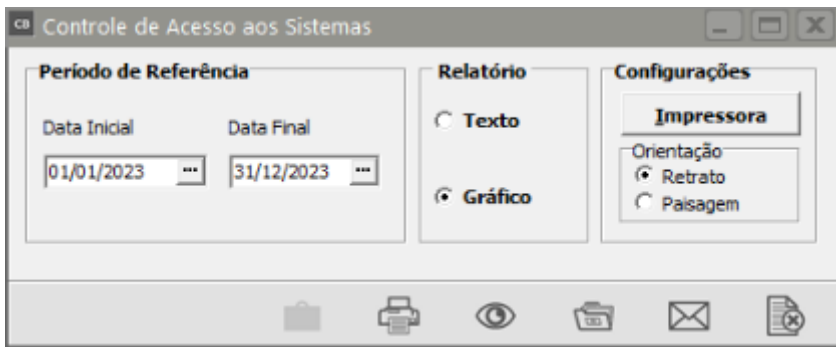 CB Controle de Acesso aos Sistemas
Período de Referência
Data Inicial Data Final
01/01/2023 ... 31/12/2023 ...
Relatório
Texto
Gráfico
Configurações
Impressora
Orientação
Retrato
Paisagem